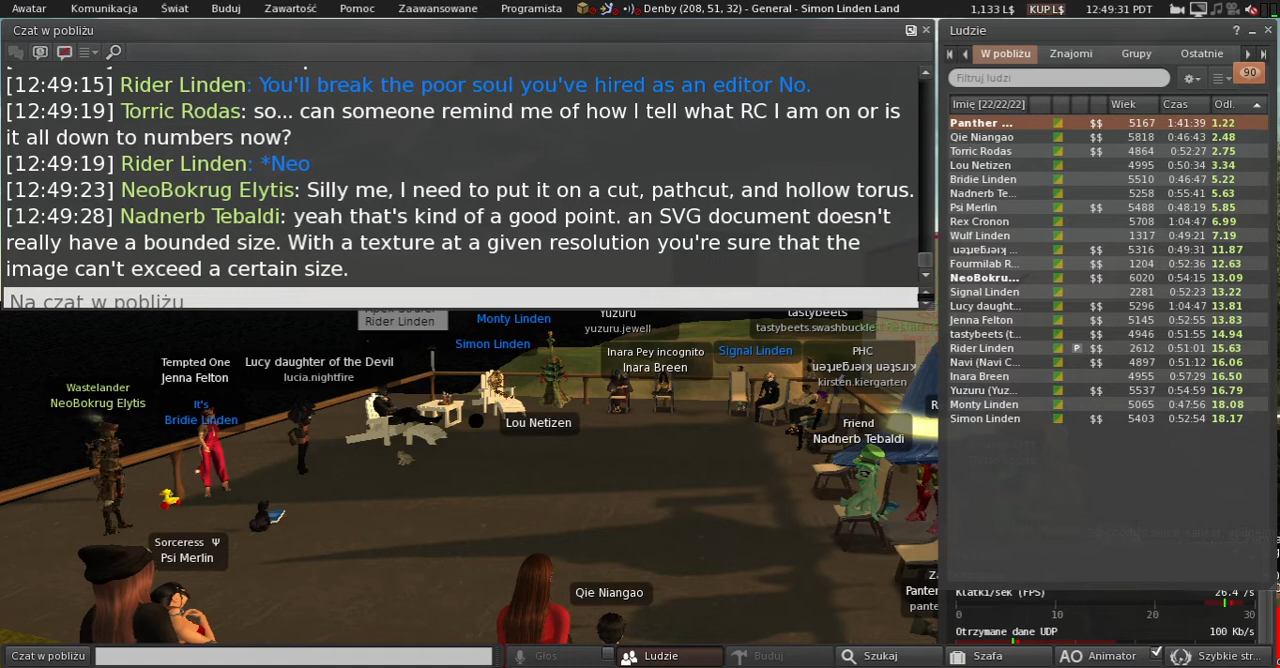 Awatar Komunikacja Świat Buduj Zawartość Pomoc Zaawansowane Programista Denby (208, 51, 32) - General - Simon Linden Land 1,133 L$ KUP L$ 12:49:31 PDT
Czat w pobliżu
[12:49:15] Rider Linden: You'll break the poor soul you've hired as an editor No.
[12:49:19] Torric Rodas: so... can someone remind me of how I tell what RC I am on or is
it all down to numbers now?
[12:49:19] Rider Linden: *Neo
[12:49:23] NeoBokrug Elytis: Silly me, I need to put it on a cut, pathcut, and hollow torus.
[12:49:28] Nadnerb Tebaldi: yeah that's kind of a good point. an SVG document doesn't
really have a bounded size. With a texture at a given resolution you're sure that the
image can't exceed a certain size.
Na czat w pobliżu
Ludzie
W pobliżu Znajomi Grupy Ostatnie
90
Filtruj ludzi
Imię [22/22/22] Wiek Czas Odl.
Panther ... $$ 5167 1:41:39 1.22
Qie Niangao $$ 5818 0:46:43 2.48
Torric Rodas $$ 4864 0:52:27 2.75
Lou Netizen 4995 0:50:34 3.34
Bridie Linden 5510 0:46:47 5.22
Nadnerb Te... 5258 0:55:41 5.63
Psi Merlin $$ 5488 0:48:19 5.85
Rex Cronon 5708 1:04:47 6.99
Wulf Linden 1317 0:49:21 7.19
$$ 5316 0:49:31 11.87
Fourmilab R... $$ 1204 0:52:36 12.63
NeoBokru... $$ 6020 0:54:15 13.09
Signal Linden 2281 0:52:23 13.22
Lucy daught... $$ 5296 1:04:47 13.81
Jenna Felton $$ 5145 0:52:55 13.83
tastybeets (t... $$ 4946 0:51:55 14.94
Rider Linden P $$ 2612 0:51:01 15.63
Navi (Navi C... $$ 4897 0:51:12 16.06
Inara Breen 4955 0:57:29 16.50
Yuzuru (Yuz... $$ 5537 0:54:59 16.79
Monty Linden 5065 0:47:56 18.08
Simon Linden $$ 5403 0:52:54 18.17
Rider Linden
Monty Linden
Simon Linden
Yuzuru
yuzuru.jewell
tastybeets
tastybeets.swashbuckle
Tempted One
Jenna Felton
Lucy daughter of the Devil
lucia.nightfire
Inara Pey incognito
Inara Breen
Signal Linden
PHC
kirsten.kiergarten
Wastelander
NeoBokrug Elytis
It's
Bridie Linden
Lou Netizen
Friend
Nadnerb Tebaldi
Sorceress Ψ
Psi Merlin
Qie Niangao
Klatki/sek (FPS) 26.4 /s
0 10 20 30
Otrzymane dane UDP 100 Kb/s
Czat w pobliżu Głos Ludzie Buduj Szukaj Szafa AO Animator Szybkie str...